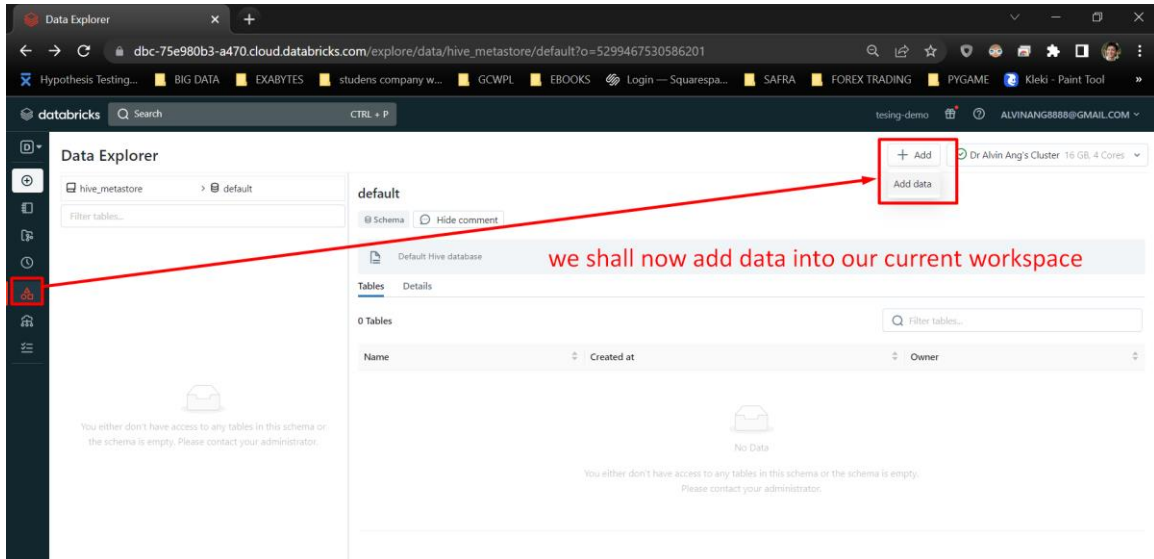 Data Explorer
dbc-75e980b3-a470.cloud.databricks.com/explore/data/hive_metastore/default?o=5299467530586201
Hypothesis Testing... BIG DATA EXABYTES studens company w... GCWPL EBOOKS Login — Squarespa... SAFRA FOREX TRADING PYGAME Kleki - Paint Tool »
databricks Search CTRL + P tesing-demo ALVINANG8888@GMAIL.COM
D
Data Explorer
+ Add Dr Alvin Ang's Cluster 16 GB, 4 Cores
Add data
hive_metastore > default
Filter tables...
default
Schema Hide comment
Default Hive database
we shall now add data into our current workspace
Tables Details
0 Tables
Filter tables...
Name Created at Owner
You either don't have access to any tables in this schema or
the schema is empty. Please contact your administrator.
No Data
You either don't have access to any tables in this schema or the schema is empty.
Please contact your administrator.